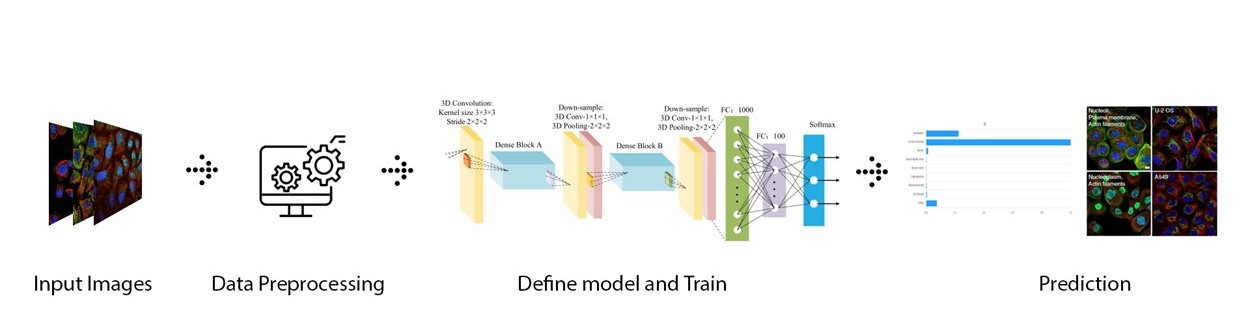 3D Convolution:
Kernel size 3×3×3
Stride 2×2×2
Dense Block A
Down-sample:
3D Conv-1×1×1,
3D Pooling-2×2×2
Dense Block B
Down-sample:
3D Conv-1×1×1,
3D Pooling-2×2×2
FC: 1000
FC: 100
Softmax
Nucleoli,
Plasma membrane,
Actin filaments
U-2 OS
Nucleoplasm,
Actin filaments
A549
Input Images
Data Preprocessing
Define model and Train
Prediction